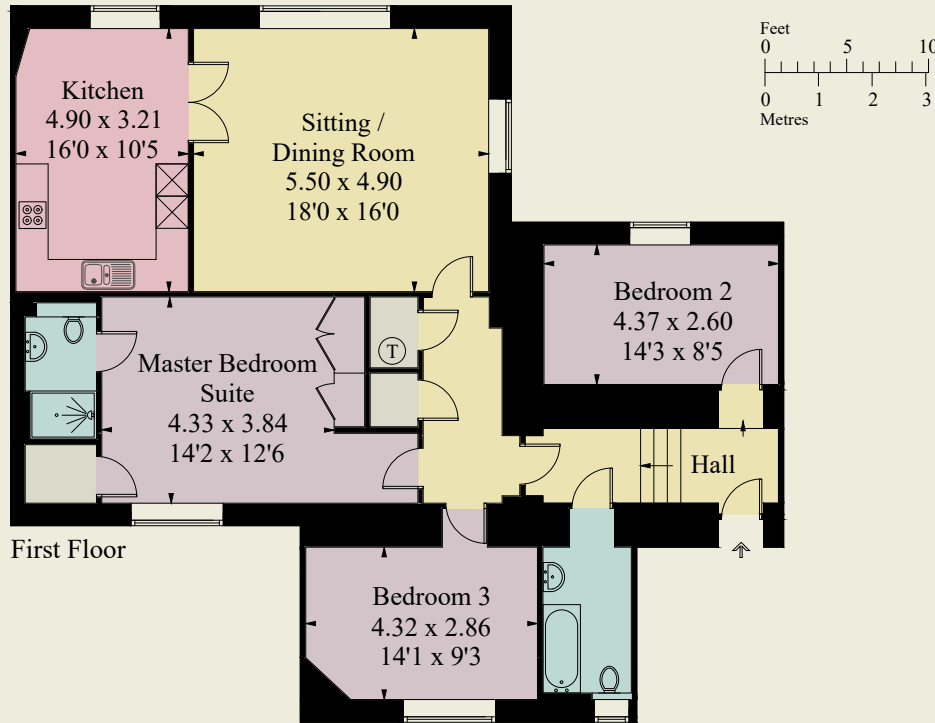 Feet
0 5 10
0 1 2 3
Metres
Kitchen
4.90 x 3.21
16'0 x 10'5
Sitting /
Dining Room
5.50 x 4.90
18'0 x 16'0
Bedroom 2
4.37 x 2.60
14'3 x 8'5
T
Master Bedroom
Suite
4.33 x 3.84
14'2 x 12'6
Hall
First Floor
Bedroom 3
4.32 x 2.86
14'1 x 9'3